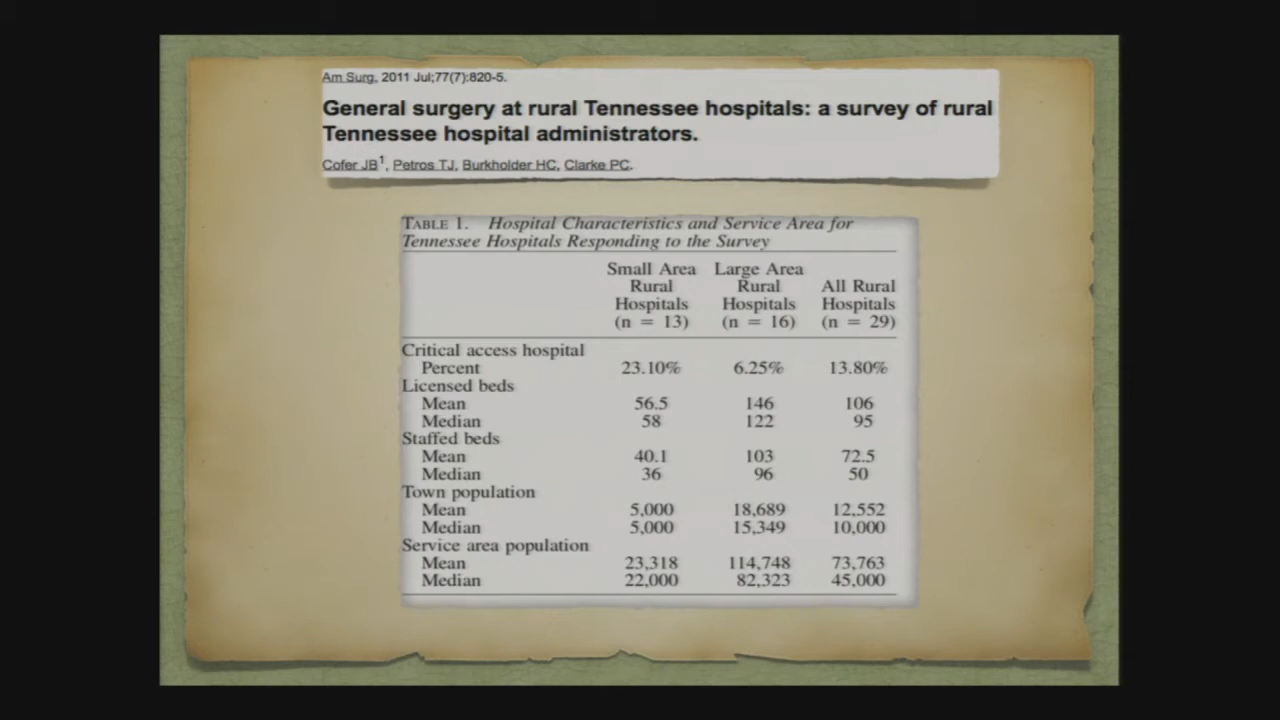 Am Surg. 2011 Jul;77(7):820-5.
General surgery at rural Tennessee hospitals: a survey of rural
Tennessee hospital administrators.
Cofer JB1, Petros TJ, Burkholder HC, Clarke PC.
TABLE 1. Hospital Characteristics and Service Area for
Tennessee Hospitals Responding to the Survey
Small Area Large Area
Rural Rural All Rural
Hospitals Hospitals Hospitals
(n = 13) (n = 16) (n = 29)
Critical access hospital
Percent 23.10% 6.25% 13.80%
Licensed beds
Mean 56.5 146 106
Median 58 122 95
Staffed beds
Mean 40.1 103 72.5
Median 36 96 50
Town population
Mean 5,000 18,689 12,552
Median 5,000 15,349 10,000
Service area population
Mean 23,318 114,748 73,763
Median 22,000 82,323 45,000